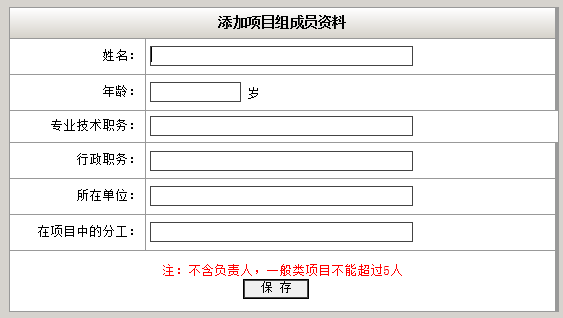 添加项目组成员资料
姓名：
年龄： 岁
专业技术职务：
行政职务：
所在单位：
在项目中的分工：
注：不含负责人，一般类项目不能超过5人
保 存